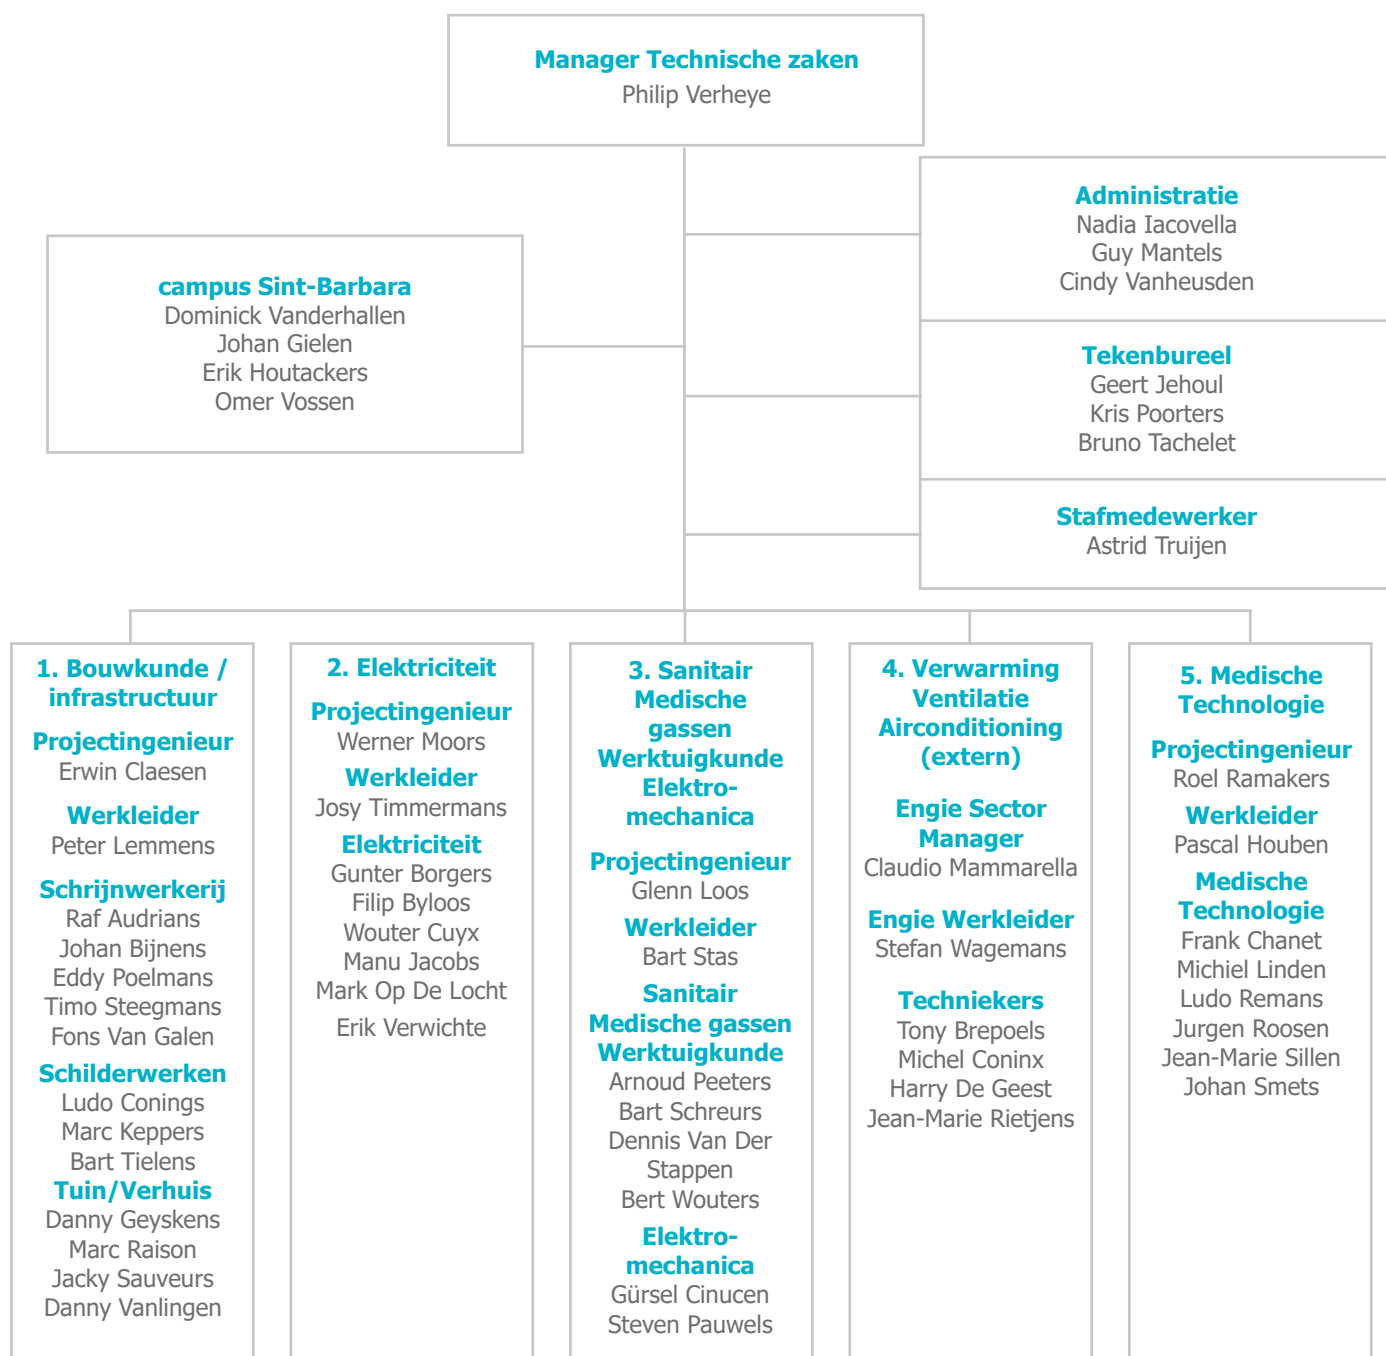 Manager Technische zaken
Philip Verheye
Administratie
Nadia Iacovella
Guy Mantels
Cindy Vanheusden
campus Sint-Barbara
Dominick Vanderhallen
Johan Gielen
Erik Houtackers
Omer Vossen
Tekenbureel
Geert Jehoul
Kris Poorters
Bruno Tachelet
Stafmedewerker
Astrid Truijen
1. Bouwkunde /
infrastructuur
Projectingenieur
Erwin Claesen
Werkleider
Peter Lemmens
Schrijnwerkerij
Raf Audrians
Johan Bijnens
Eddy Poelmans
Timo Steegmans
Fons Van Galen
Schilderwerken
Ludo Conings
Marc Keppers
Bart Tielens
Tuin/Verhuis
Danny Geyskens
Marc Raison
Jacky Sauveurs
Danny Vanlingen
2. Elektriciteit
Projectingenieur
Werner Moors
Werkleider
Josy Timmermans
Elektriciteit
Gunter Borgers
Filip Byloos
Wouter Cuyx
Manu Jacobs
Mark Op De Locht
Erik Verwichte
3. Sanitair
Medische
gassen
Werktuigkunde
Elektro-
mechanica
Projectingenieur
Glenn Loos
Werkleider
Bart Stas
Sanitair
Medische gassen
Werktuigkunde
Arnoud Peeters
Bart Schreurs
Dennis Van Der
Stappen
Bert Wouters
Elektro-
mechanica
Gürsel Cinucen
Steven Pauwels
4. Verwarming
Ventilatie
Airconditioning
(extern)
Engie Sector
Manager
Claudio Mammarella
Engie Werkleider
Stefan Wagemans
Techniekers
Tony Brepoels
Michel Coninx
Harry De Geest
Jean-Marie Rietjens
5. Medische
Technologie
Projectingenieur
Roel Ramakers
Werkleider
Pascal Houben
Medische
Technologie
Frank Chanet
Michiel Linden
Ludo Remans
Jurgen Roosen
Jean-Marie Sillen
Johan Smets